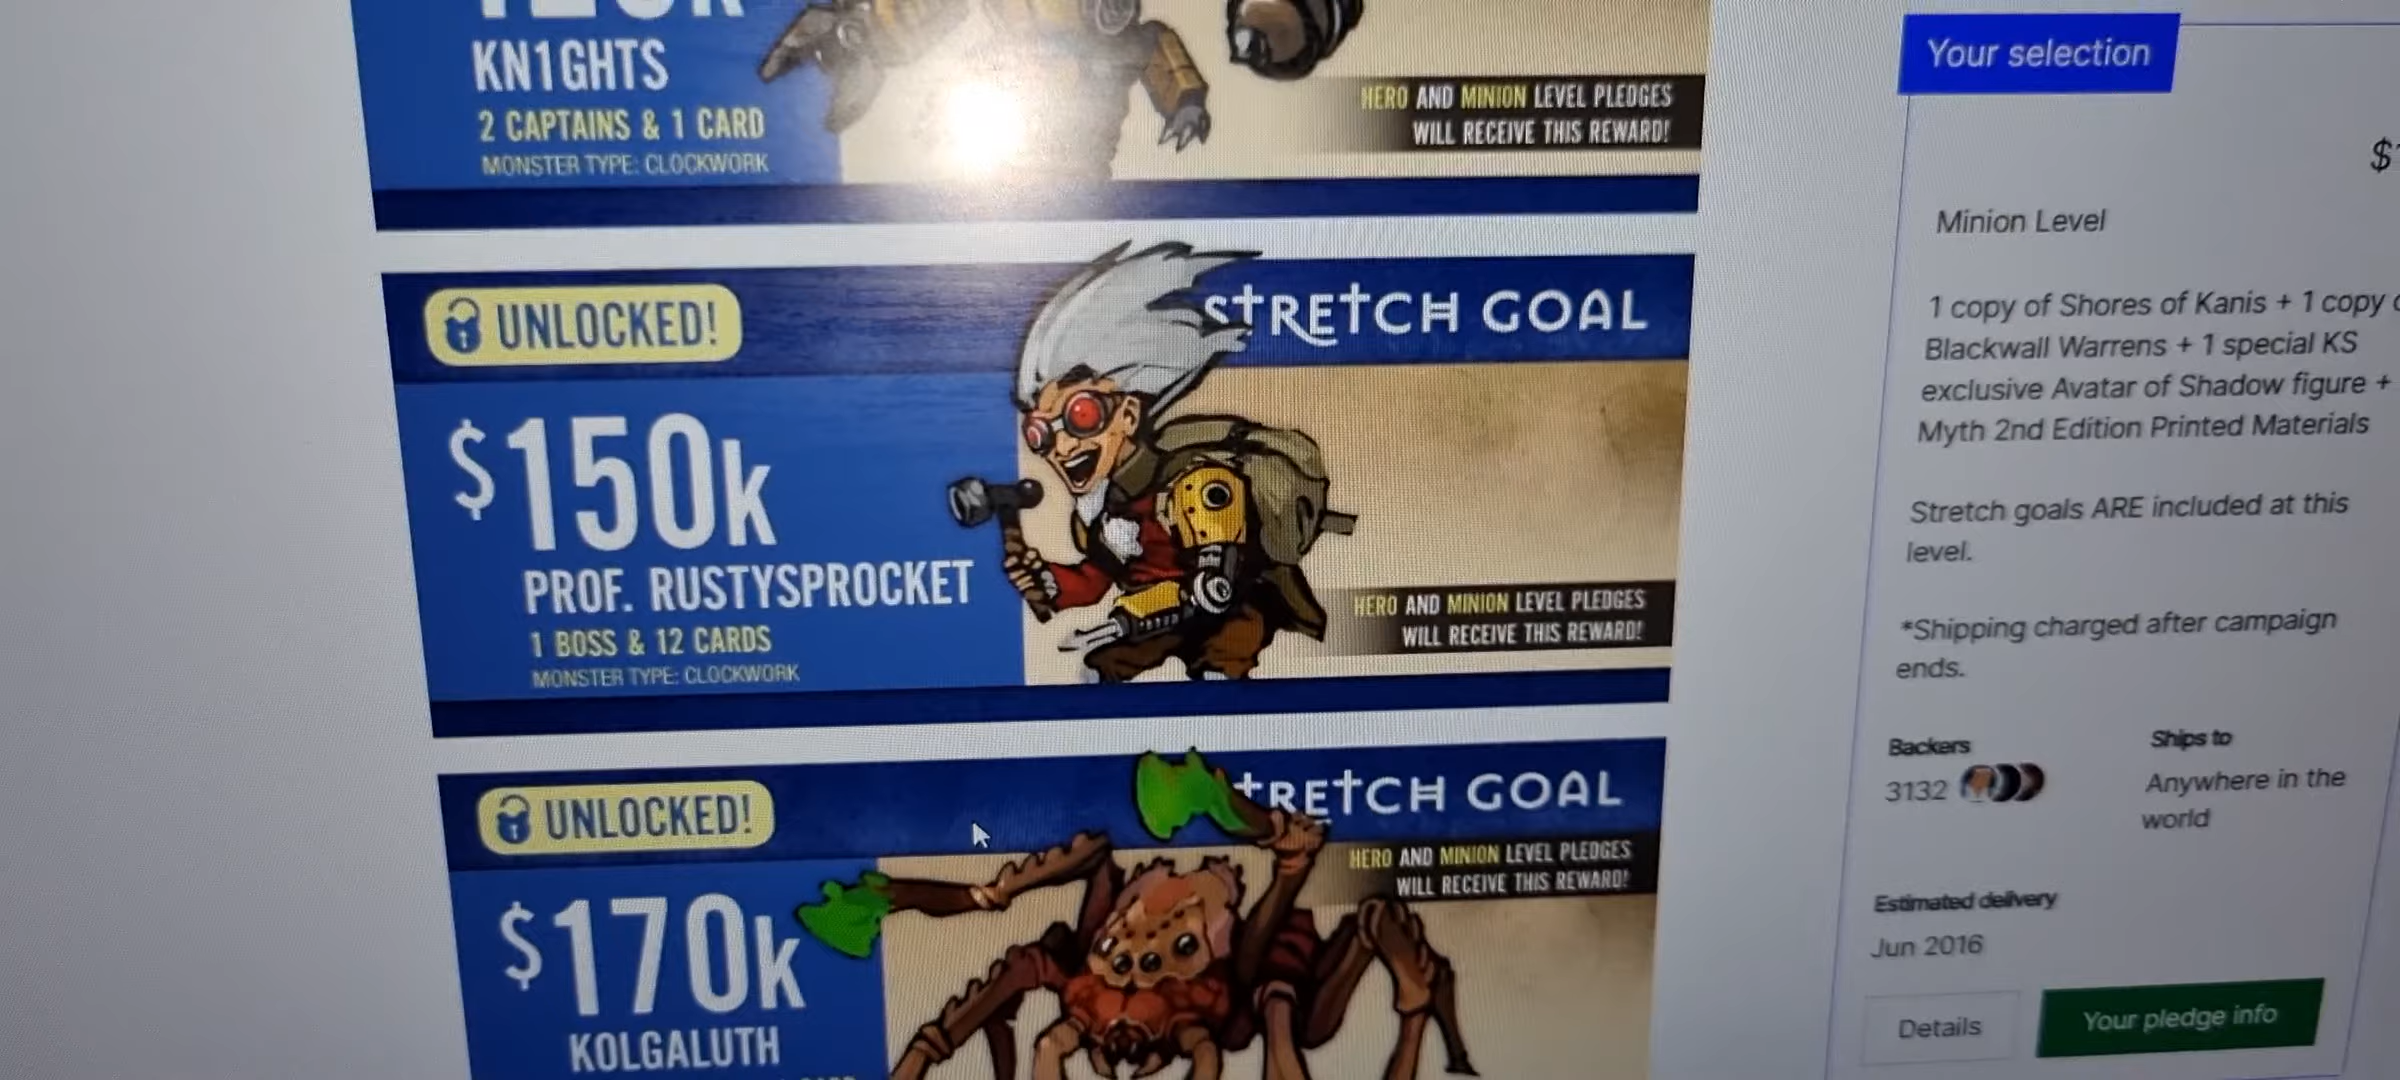 KN1GHTS
2 CAPTAINS & 1 CARD
MONSTER TYPE: CLOCKWORK
HERO AND MINION LEVEL PLEDGES
WILL RECEIVE THIS REWARD!
UNLOCKED!
STRETCH GOAL
$150K
PROF. RUSTYSPROCKET
1 BOSS & 12 CARDS
MONSTER TYPE: CLOCKWORK
HERO AND MINION LEVEL PLEDGES
WILL RECEIVE THIS REWARD!
UNLOCKED!
STRETCH GOAL
HERO AND MINION LEVEL PLEDGES
WILL RECEIVE THIS REWARD!
$170K
KOLGALUTH
Your selection
$
Minion Level
1 copy of Shores of Kanis + 1 copy
Blackwall Warrens + 1 special KS
exclusive Avatar of Shadow figure +
Myth 2nd Edition Printed Materials
Stretch goals ARE included at this
level.
*Shipping charged after campaign
ends.
Backers
3132
Ships to
Anywhere in the
world
Estimated delivery
Jun 2016
Details
Your pledge info